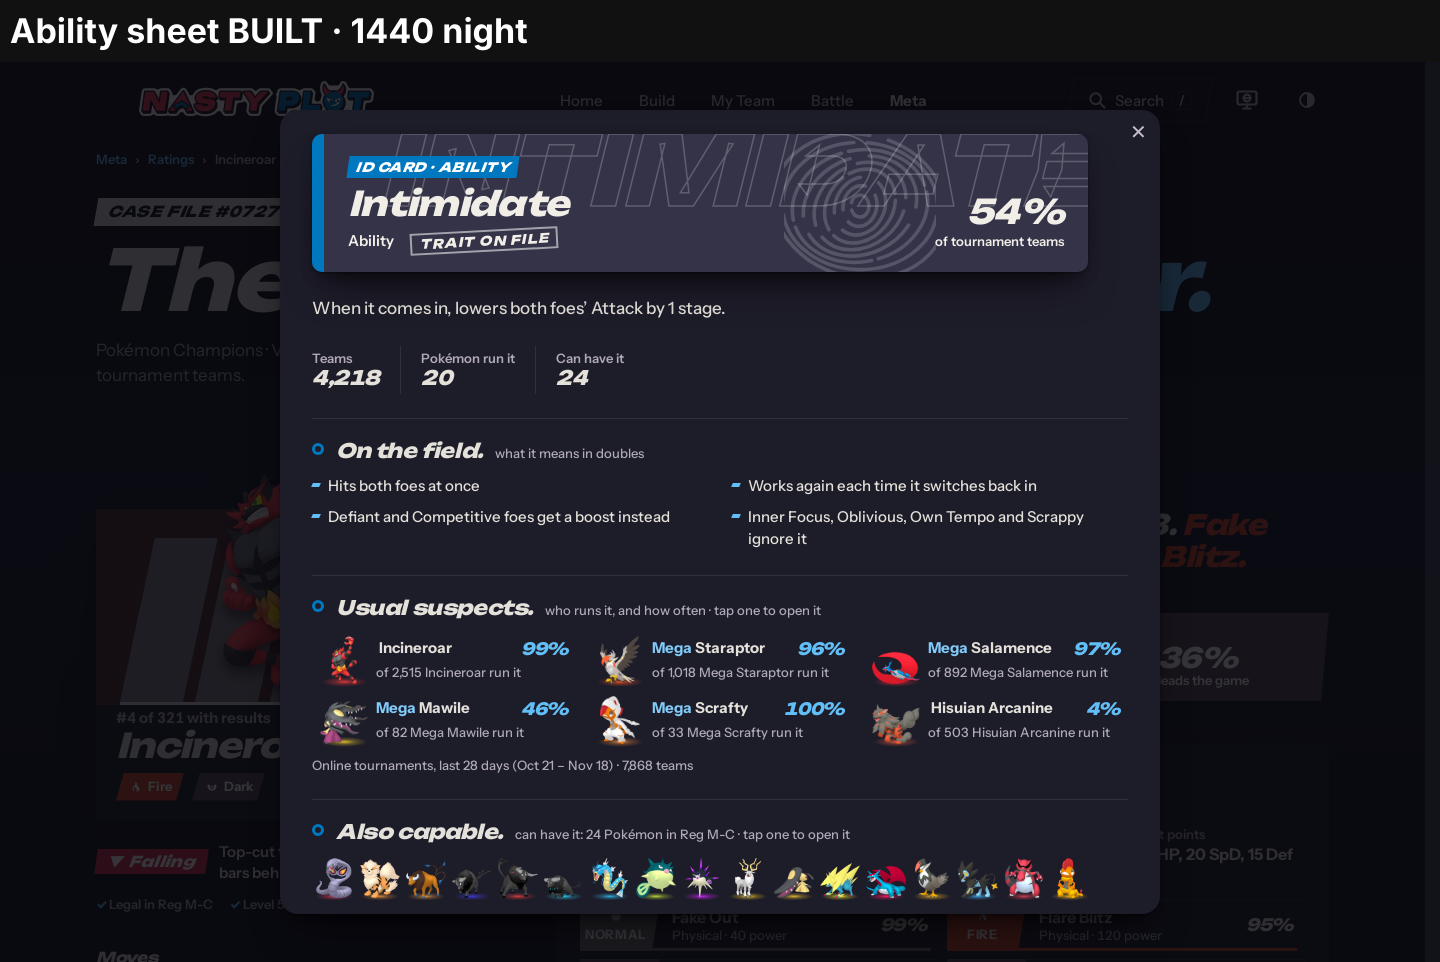 Ability sheet BUILT · 1440 night
NASTY PLOT
Home Build My Team Battle Meta
Search /
Meta › Ratings › Incineroar
CASE FILE #0727
The
r.
Pokémon Champions · V
tournament teams.
INTIMIDATE
ID CARD · ABILITY
Intimidate
Ability TRAIT ON FILE
54%
of tournament teams
When it comes in, lowers both foes’ Attack by 1 stage.
Teams Pokémon run it Can have it
4,218 20 24
On the field. what it means in doubles
Hits both foes at once
Works again each time it switches back in
Defiant and Competitive foes get a boost instead
Inner Focus, Oblivious, Own Tempo and Scrappy
ignore it
Usual suspects. who runs it, and how often · tap one to open it
Incineroar 99%
of 2,515 Incineroar run it
Mega Staraptor 96%
of 1,018 Mega Staraptor run it
Mega Salamence 97%
of 892 Mega Salamence run it
Mega Mawile 46%
of 82 Mega Mawile run it
Mega Scrafty 100%
of 33 Mega Scrafty run it
Hisuian Arcanine 4%
of 503 Hisuian Arcanine run it
Online tournaments, last 28 days (Oct 21 – Nov 18) · 7,868 teams
Also capable. can have it: 24 Pokémon in Reg M-C · tap one to open it
Fake
Blitz.
36%
eads the game
#4 of 321 with results
Incinero
Fire Dark
Falling
Top-cut
bars beh
Legal in Reg M-C Level 5
Moves
t points
HP, 20 SpD, 15 Def
NORMAL
Fake Out
Physical · 40 power
99%
FIRE
Flare Blitz
Physical · 120 power
95%